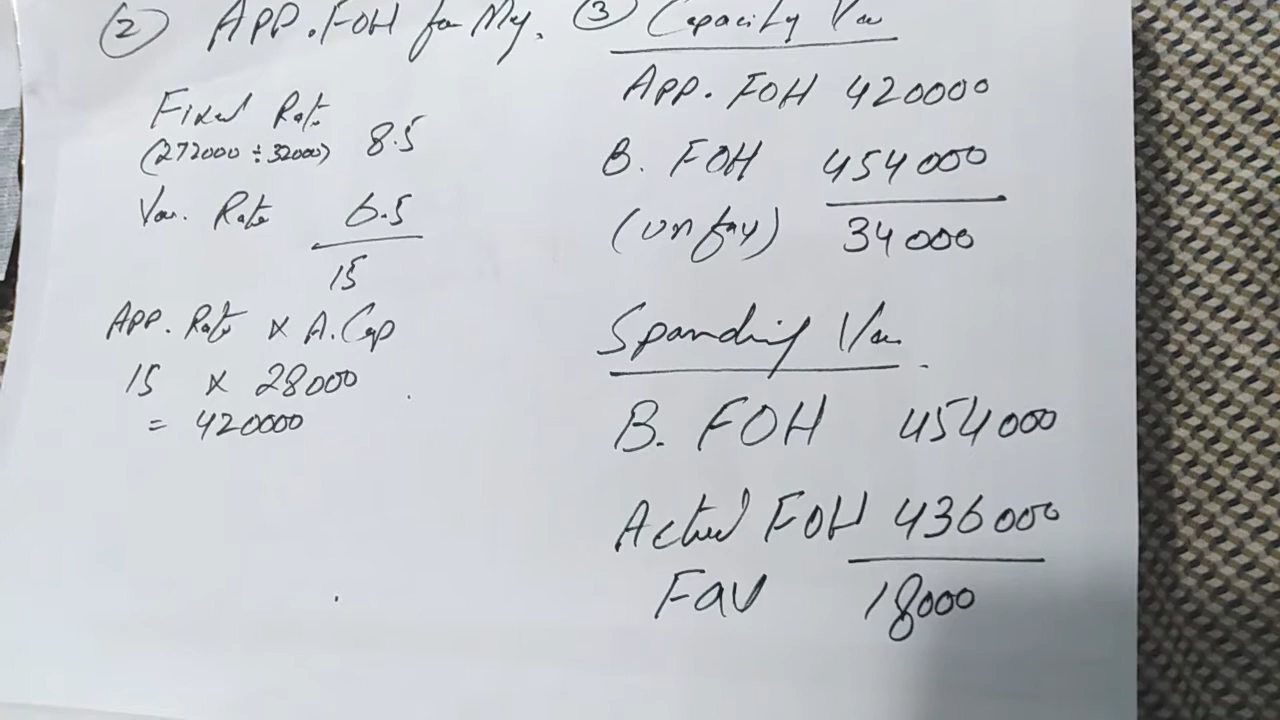 (2) APP. FOH for My.
Fixed Rate
(272000 ÷ 32000) 8.5
Var. Rate 6.5
15
APP. Rate x A. Cap
15 x 28000
= 420000
(3) Capacity Var
App. FOH 420000
B. FOH 454000
(unfav) 34000
Spanding Var.
B. FOH 454000
Actual FOH 436000
Fav 18000